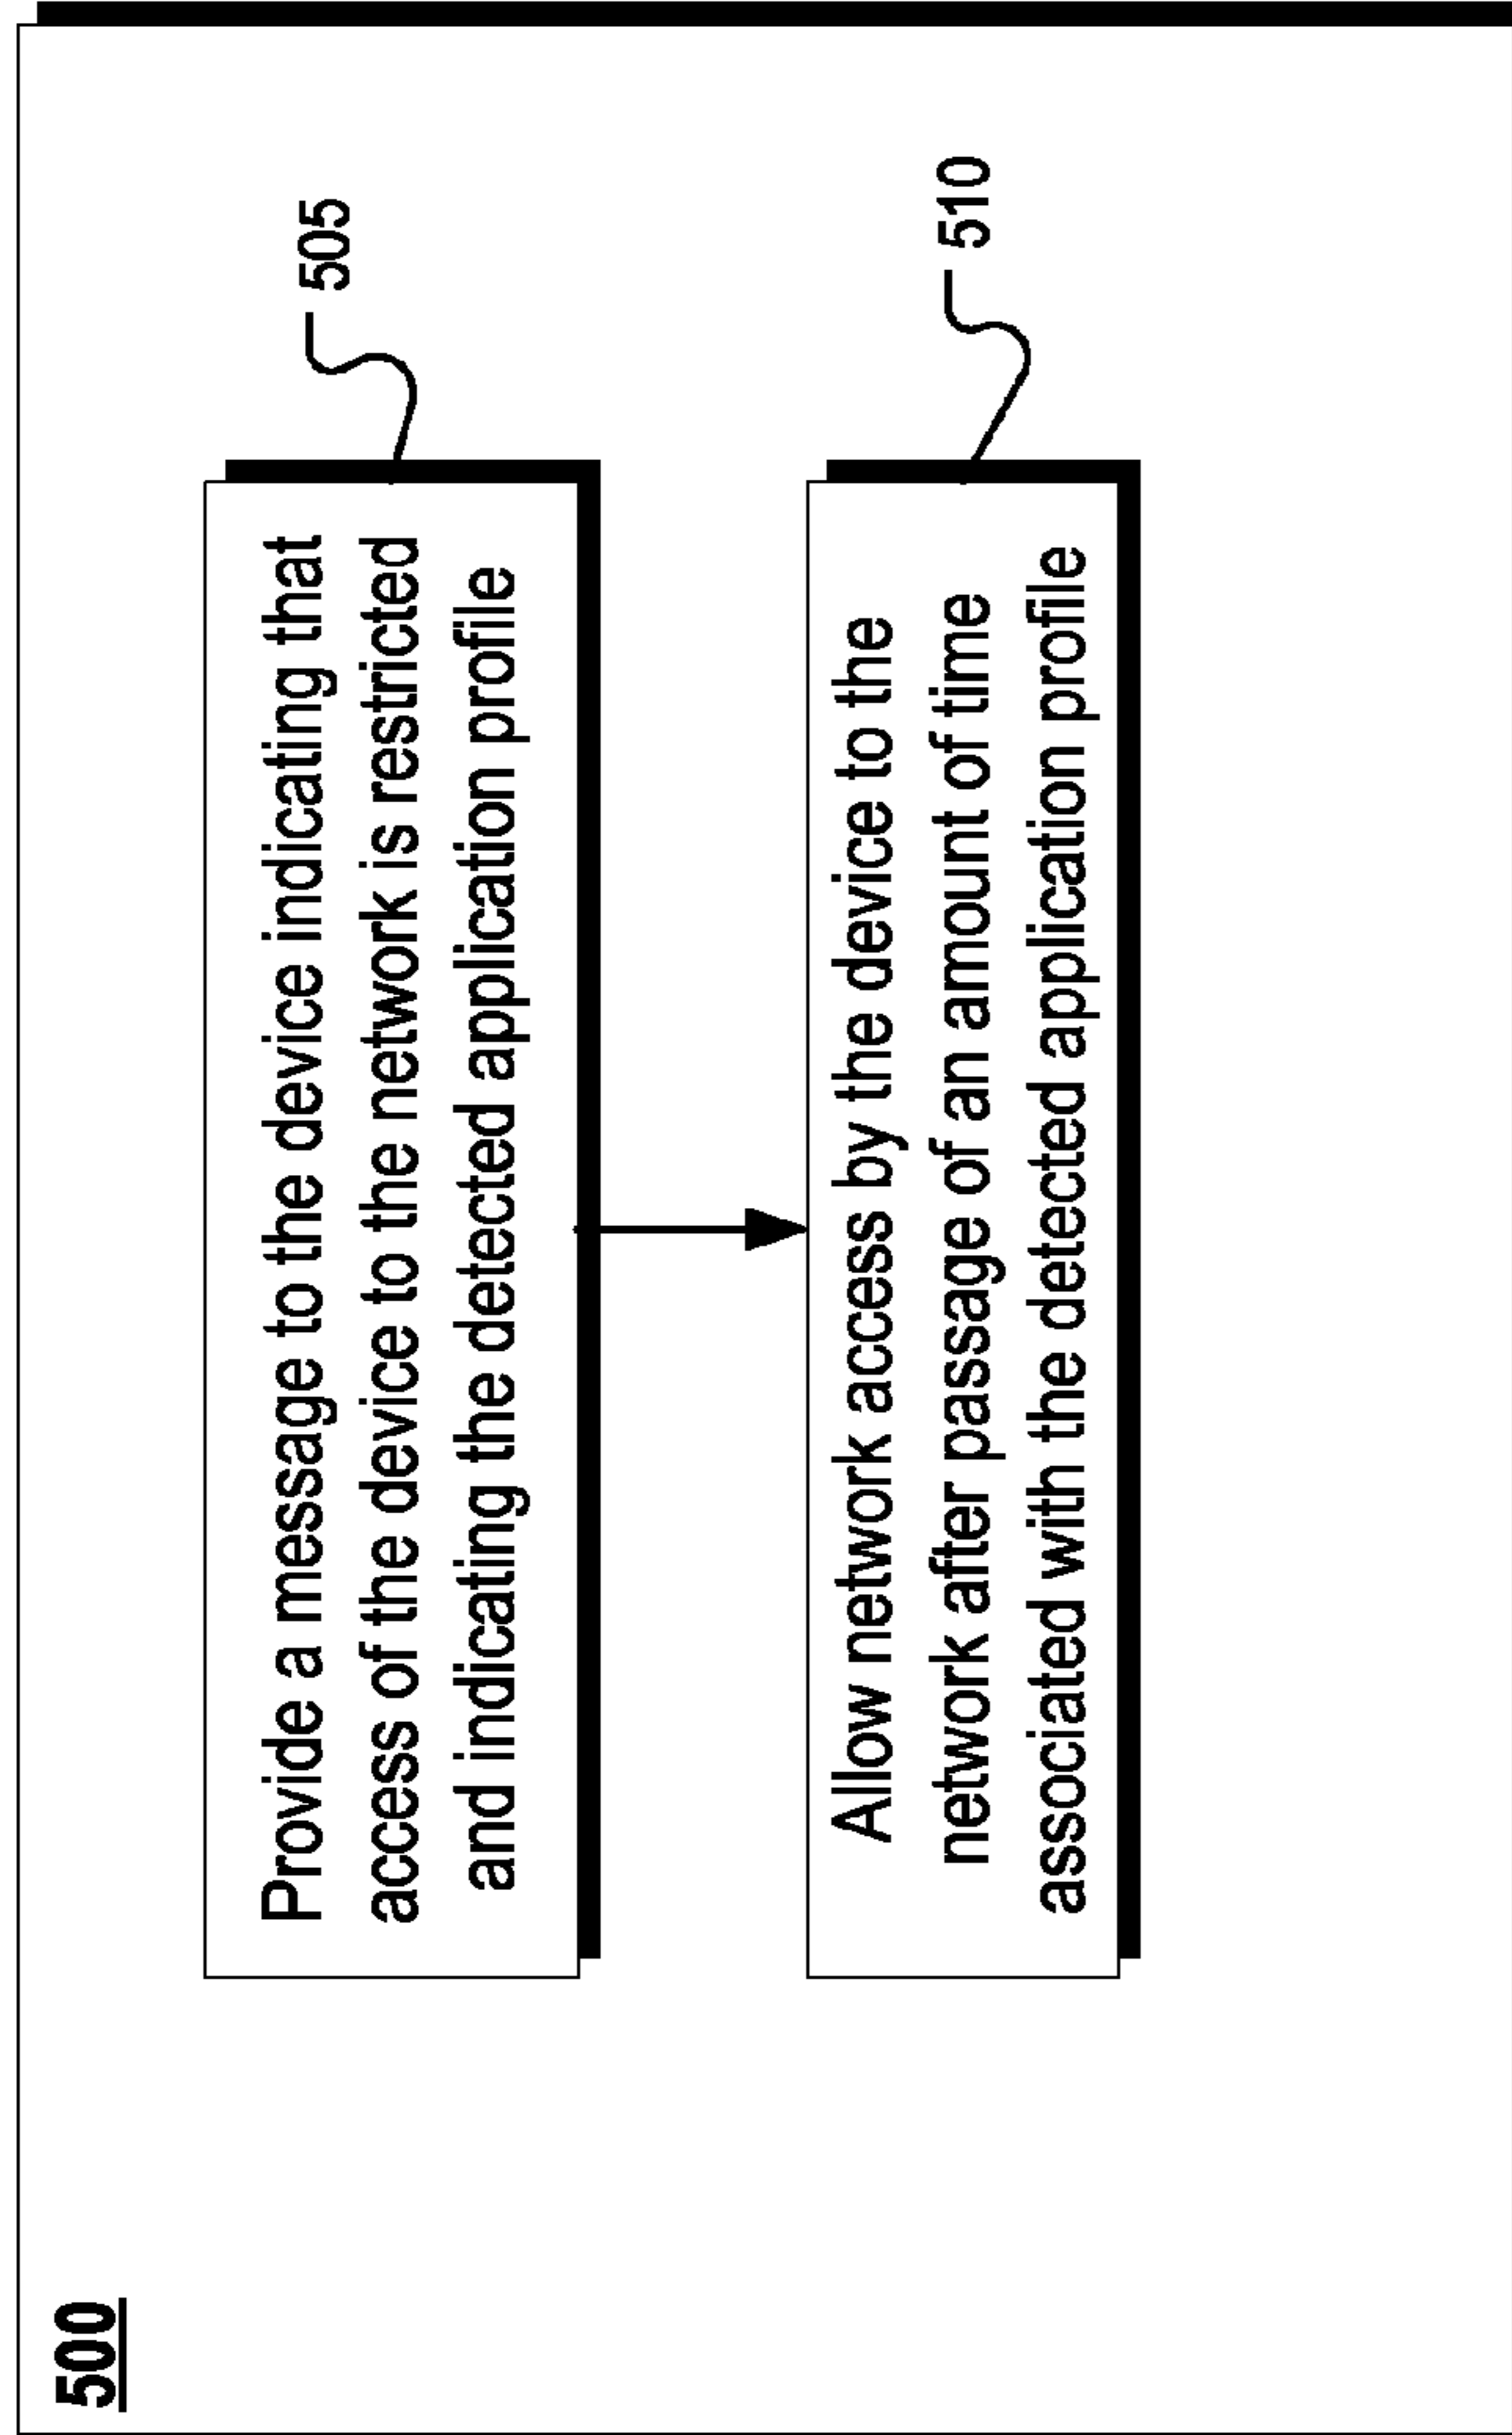 500
Provide a message to the device indicating that
access of the device to the network is restricted
and indicating the detected application profile
505
Allow network access by the device to the
network after passage of an amount of time
associated with the detected application profile
510